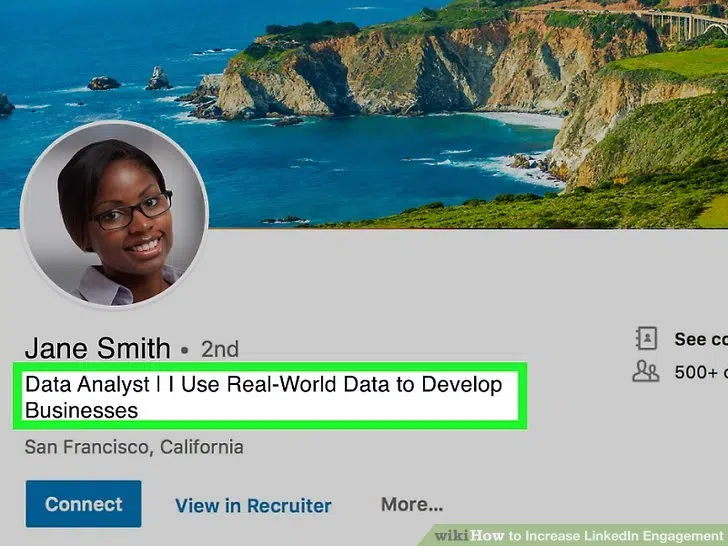 Jane Smith • 2nd
Data Analyst | I Use Real-World Data to Develop
Businesses
San Francisco, California
See
500+
Connect
View in Recruiter
More...
wikiHow to Increase LinkedIn Engagement